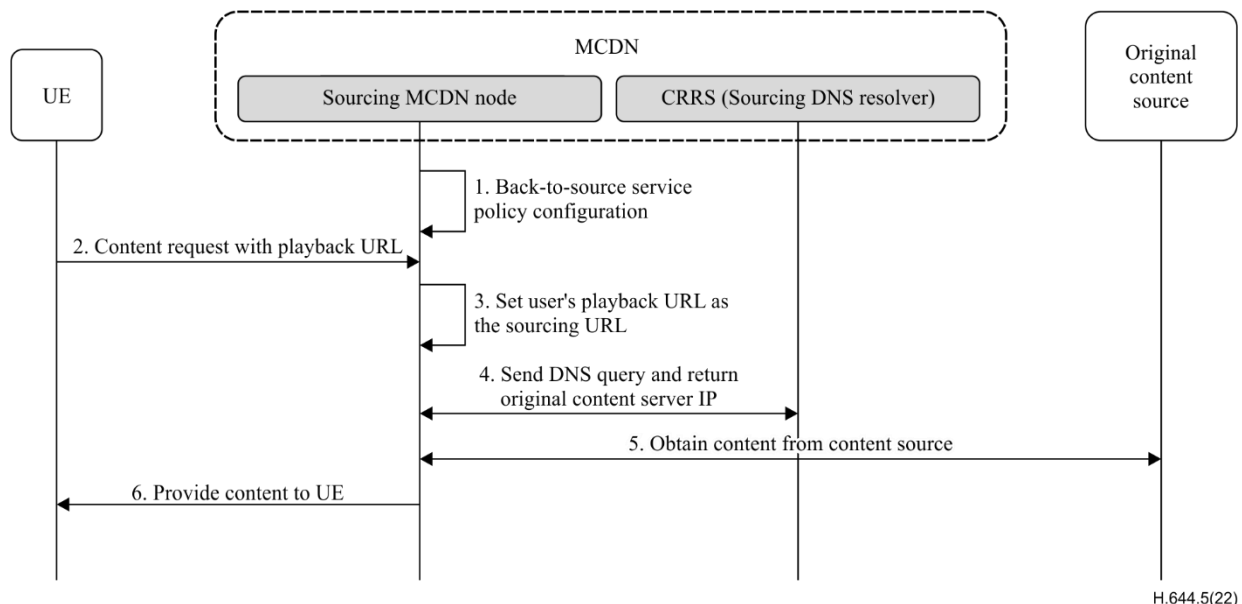 MCDN
UE
Sourcing MCDN node
CRRS (Sourcing DNS resolver)
Original
content
source
1. Back-to-source service
policy configuration
2. Content request with playback URL
3. Set user's playback URL as
the sourcing URL
4. Send DNS query and return
original content server IP
5. Obtain content from content source
6. Provide content to UE
H.644.5(22)